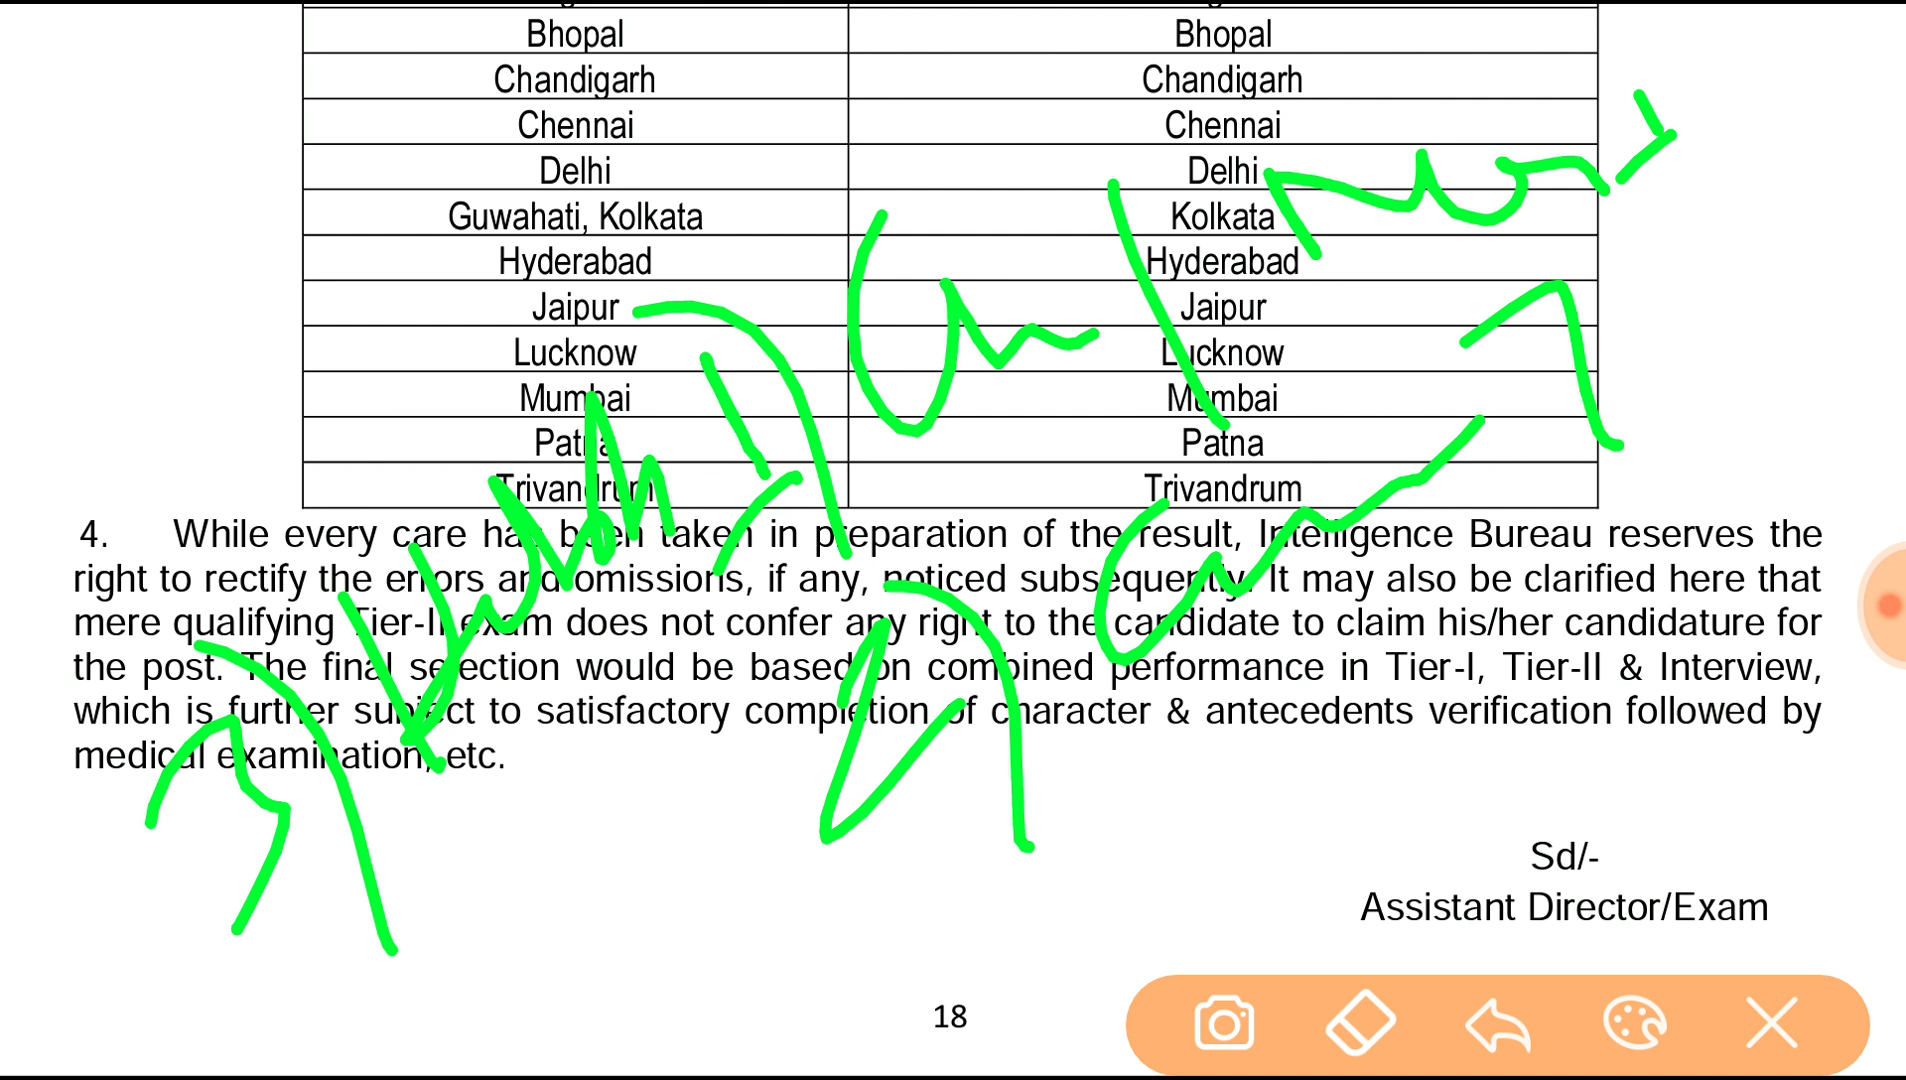 Bhopal Bhopal
Chandigarh Chandigarh
Chennai Chennai
Delhi Delhi
Guwahati, Kolkata Kolkata
Hyderabad Hyderabad
Jaipur Jaipur
Lucknow Lucknow
Mumbai Mumbai
Patna Patna
Trivandrum Trivandrum
4. While every care has been taken in preparation of the result, Intelligence Bureau reserves the
right to rectify the errors and omissions, if any, noticed subsequently. It may also be clarified here that
mere qualifying Tier-II exam does not confer any right to the candidate to claim his/her candidature for
the post. The final selection would be based on combined performance in Tier-I, Tier-II & Interview,
which is further subject to satisfactory completion of character & antecedents verification followed by
medical examination, etc.
Sd/-
Assistant Director/Exam
18